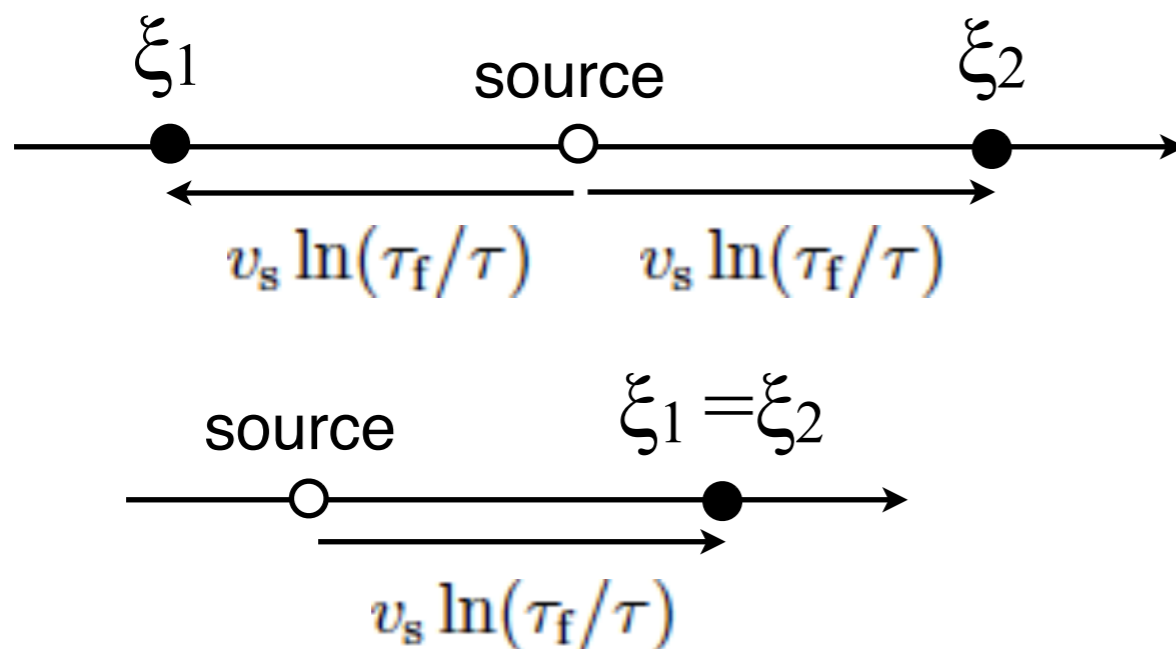 ξ1 source ξ2
v_s ln(τ_f/τ) v_s ln(τ_f/τ)
source ξ1 =ξ2
v_s ln(τ_f/τ)